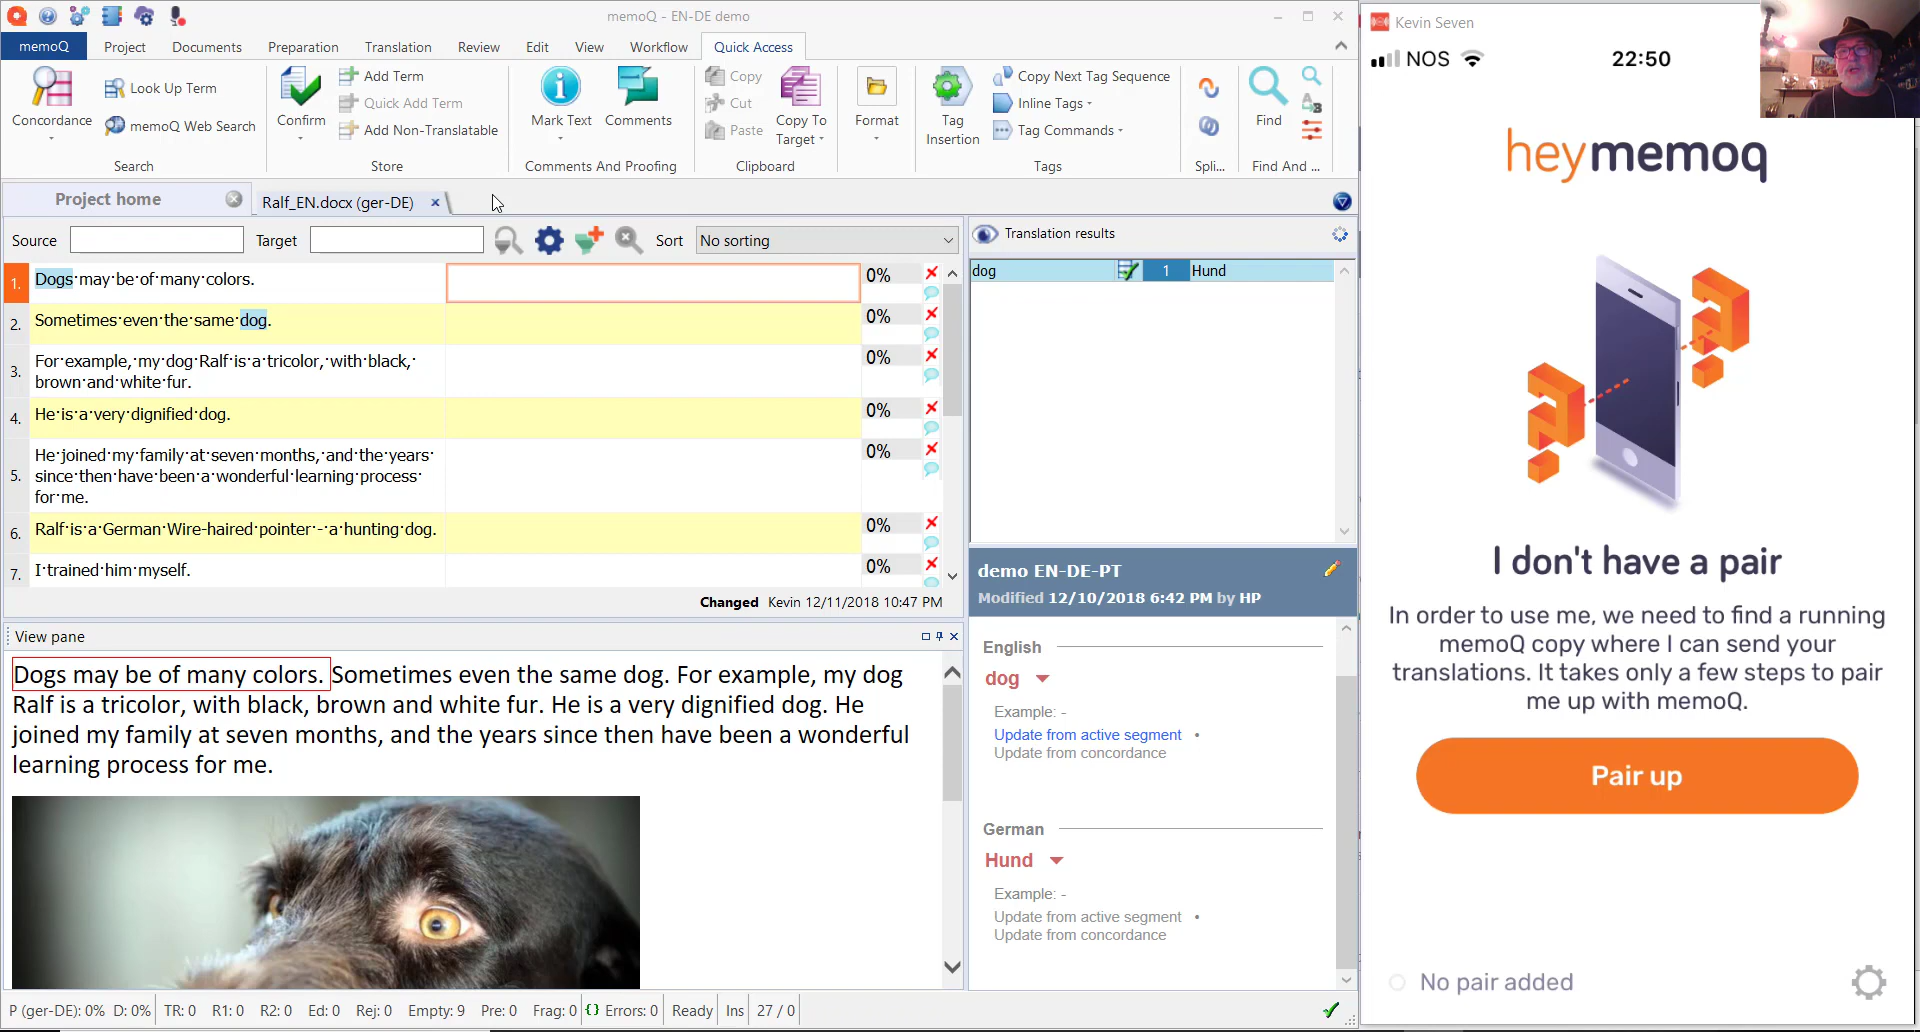 memoQ - EN-DE demo
memoQ Project Documents Preparation Translation Review Edit View Workflow Quick Access
Concordance
Look Up Term
memoQ Web Search
Search
Confirm
Add Term
Quick Add Term
Add Non-Translatable
Store
Mark Text
Comments
Comments And Proofing
Copy
Cut
Paste
Copy To
Target
Clipboard
Format
Tag
Insertion
Copy Next Tag Sequence
Inline Tags
Tag Commands
Tags
Spli...
Find
Find And ...
Project home
Ralf_EN.docx (ger-DE)
Source Target Sort No sorting
1. Dogs·may·be·of·many·colors. 0%
2. Sometimes·even·the·same·dog. 0%
3. For·example,·my·dog·Ralf·is·a·tricolor,·with·black,· 0%
brown·and·white·fur.
4. He·is·a·very·dignified·dog. 0%
5. He·joined·my·family·at·seven·months,·and·the·years· 0%
since·then·have·been·a·wonderful·learning·process·
for·me.
6. Ralf·is·a·German·Wire-haired·pointer·-·a·hunting·dog. 0%
7. I·trained·him·myself. 0%
Changed Kevin 12/11/2018 10:47 PM
View pane
Dogs may be of many colors. Sometimes even the same dog. For example, my dog
Ralf is a tricolor, with black, brown and white fur. He is a very dignified dog. He
joined my family at seven months, and the years since then have been a wonderful
learning process for me.
Translation results
dog 1 Hund
demo EN-DE-PT
Modified 12/10/2018 6:42 PM by HP
English
dog
Example: -
Update from active segment •
Update from concordance
German
Hund
Example: -
Update from active segment •
Update from concordance
P (ger-DE): 0% D: 0% TR: 0 R1: 0 R2: 0 Ed: 0 Rej: 0 Empty: 9 Pre: 0 Frag: 0 {} Errors: 0 Ready Ins 27 / 0
Kevin Seven
NOS 22:50
heymemoq
I don't have a pair
In order to use me, we need to find a running
memoQ copy where I can send your
translations. It takes only a few steps to pair
me up with memoQ.
Pair up
No pair added